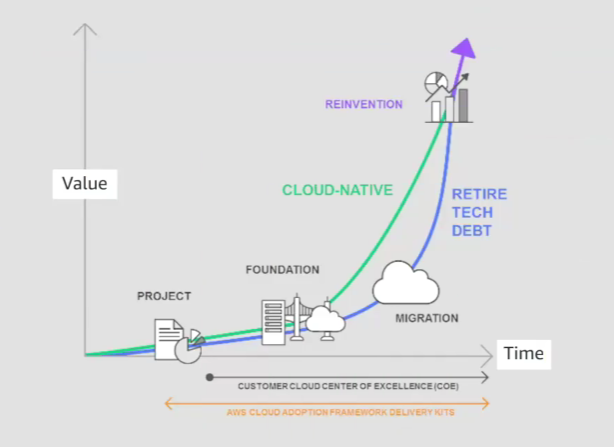 REINVENTION
Value
CLOUD-NATIVE
RETIRE
TECH
DEBT
FOUNDATION
PROJECT
MIGRATION
Time
CUSTOMER CLOUD CENTER OF EXCELLENCE (COE)
AWS CLOUD ADOPTION FRAMEWORK DELIVERY KITS